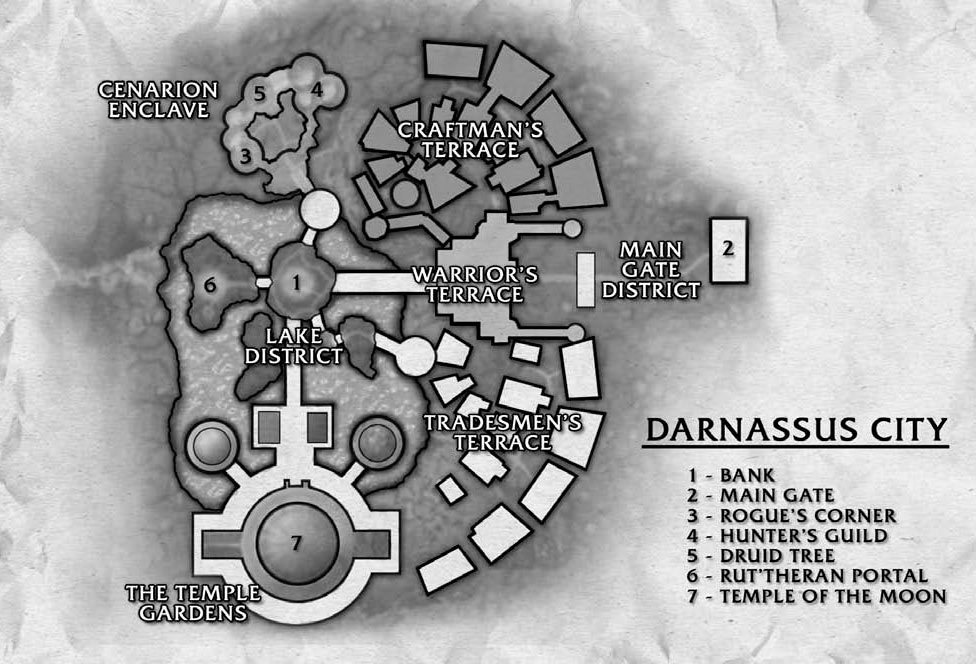 CENARION
ENCLAVE
5
4
3
CRAFTMAN'S
TERRACE
6
1
WARRIOR'S
TERRACE
MAIN
GATE
DISTRICT
2
LAKE
DISTRICT
TRADESMEN'S
TERRACE
7
THE TEMPLE
GARDENS
DARNASSUS CITY
1 - BANK
2 - MAIN GATE
3 - ROGUE'S CORNER
4 - HUNTER'S GUILD
5 - DRUID TREE
6 - RUT'THERAN PORTAL
7 - TEMPLE OF THE MOON